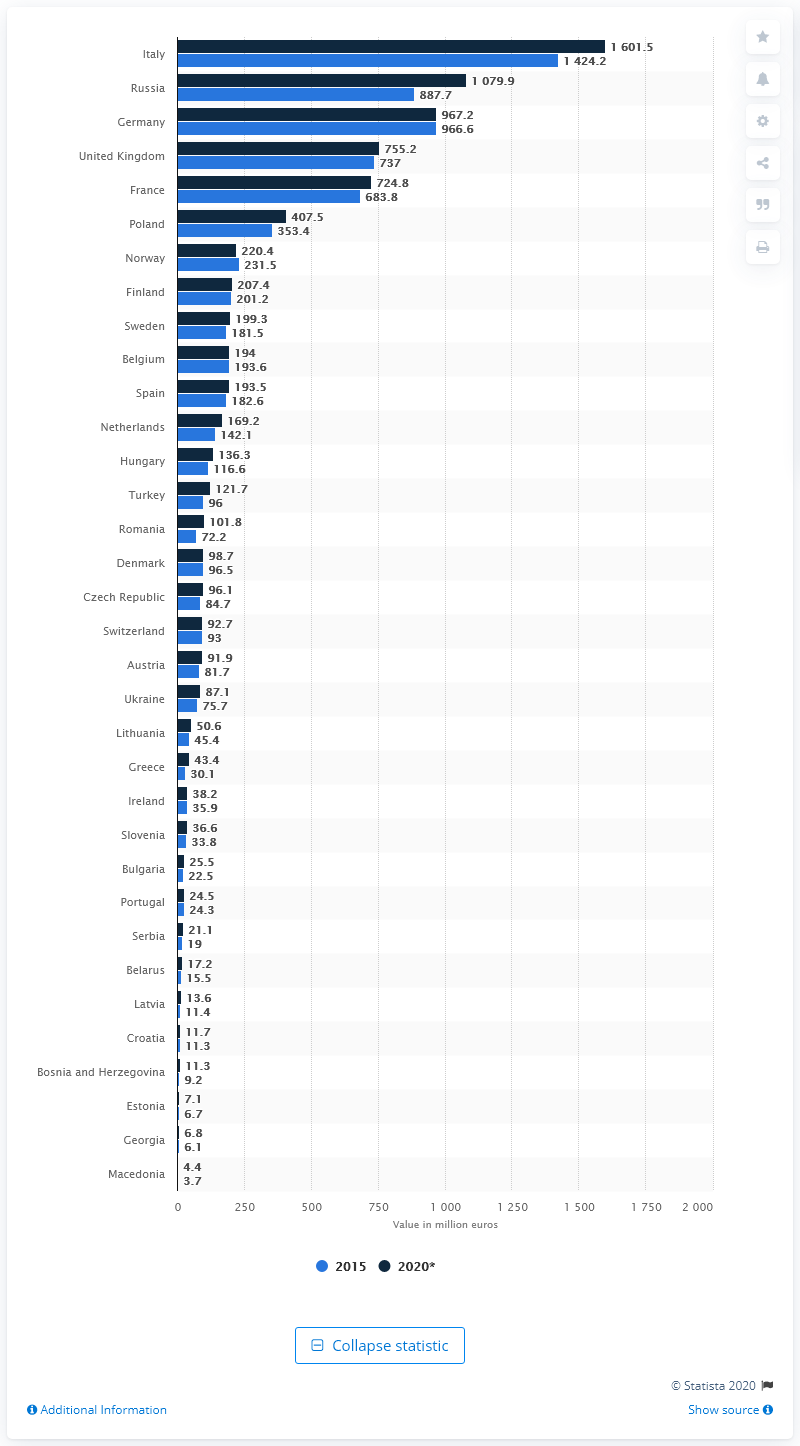 Italy 1 601.5
1 424.2
Russia 1 079.9
887.7
Germany 967.2
966.6
United Kingdom 755.2
737
France 724.8
683.8
Poland 407.5
353.4
Norway 220.4
231.5
Finland 207.4
201.2
Sweden 199.3
181.5
Belgium 194
193.6
Spain 193.5
182.6
Netherlands 169.2
142.1
Hungary 136.3
116.6
Turkey 121.7
96
Romania 101.8
72.2
Denmark 98.7
96.5
Czech Republic 96.1
84.7
Switzerland 92.7
93
Austria 91.9
81.7
Ukraine 87.1
75.7
Lithuania 50.6
45.4
Greece 43.4
30.1
Ireland 38.2
35.9
Slovenia 36.6
33.8
Bulgaria 25.5
22.5
Portugal 24.5
24.3
Serbia 21.1
19
Belarus 17.2
15.5
Latvia 13.6
11.4
Croatia 11.7
11.3
Bosnia and Herzegovina 11.3
9.2
Estonia 7.1
6.7
Georgia 6.8
6.1
Macedonia 4.4
3.7
0 250 500 750 1 000 1 250 1 500 1 750 2 000
Value in million euros
2015 2020*
Collapse statistic
© Statista 2020
Additional Information Show source